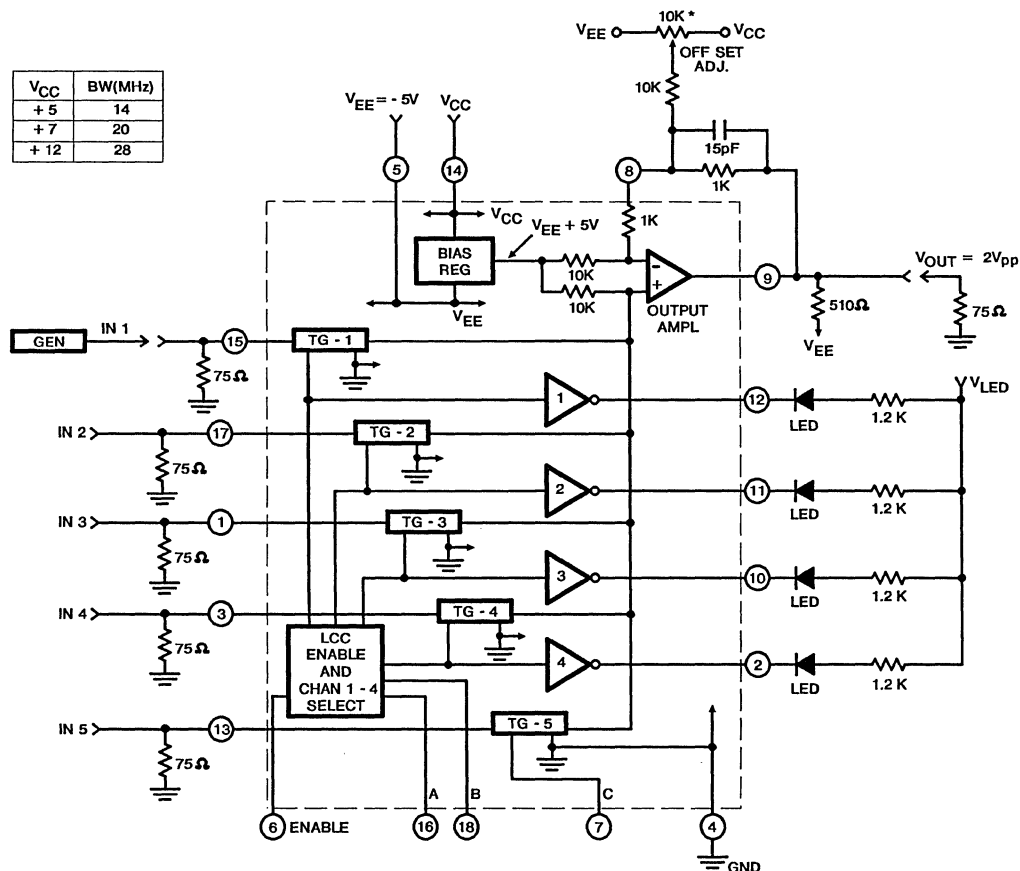 10K *
VEE
VCC
OFF SET
ADJ.
10K
VCC BW(MHz)
+ 5 14
+ 7 20
+ 12 28
VEE = - 5V
VCC
15pF
5
14
8
1K
VCC
VEE + 5V
1K
BIAS
REG
10K
-
+
10K
9
VOUT = 2Vpp
OUTPUT
AMPL
510Ω
75Ω
VEE
VEE
GEN
IN 1
15
TG - 1
75Ω
VLED
1
12
LED
1.2 K
IN 2
17
TG - 2
75Ω
2
11
LED
1.2 K
IN 3
1
TG - 3
75Ω
3
10
LED
1.2 K
IN 4
3
TG - 4
75Ω
LCC
ENABLE
AND
CHAN 1 - 4
SELECT
4
2
LED
1.2 K
IN 5
13
TG - 5
75Ω
A
B
C
6
ENABLE
16
18
7
4
GND